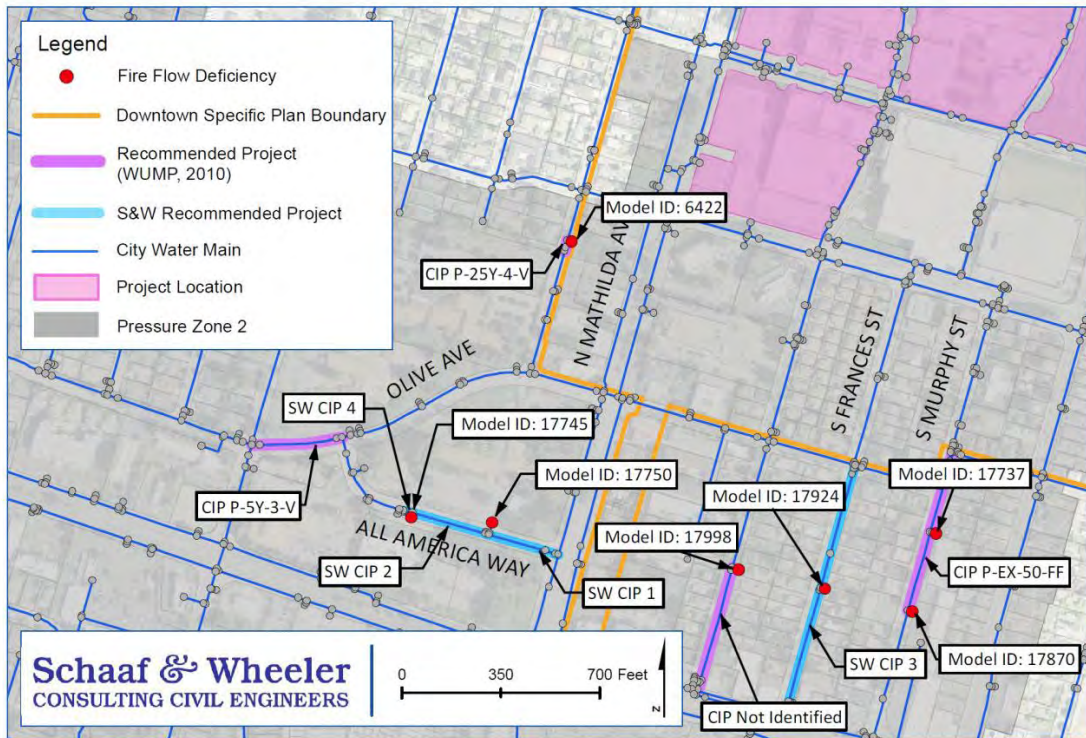 Legend
Fire Flow Deficiency
Downtown Specific Plan Boundary
Recommended Project
(WUMP, 2010)
S&W Recommended Project
City Water Main
Project Location
Pressure Zone 2
Model ID: 6422
CIP P-25Y-4-V
N MATHILDA AV
OLIVE AVE
S FRANCES ST
S MURPHY ST
SW CIP 4
Model ID: 17745
Model ID: 17750
Model ID: 17737
Model ID: 17924
CIP P-5Y-3-V
ALL AMERICA WAY
Model ID: 17998
CIP P-EX-50-FF
SW CIP 2
SW CIP 1
SW CIP 3
Model ID: 17870
CIP Not Identified
Schaaf & Wheeler
CONSULTING CIVIL ENGINEERS
0 350 700 Feet
Z